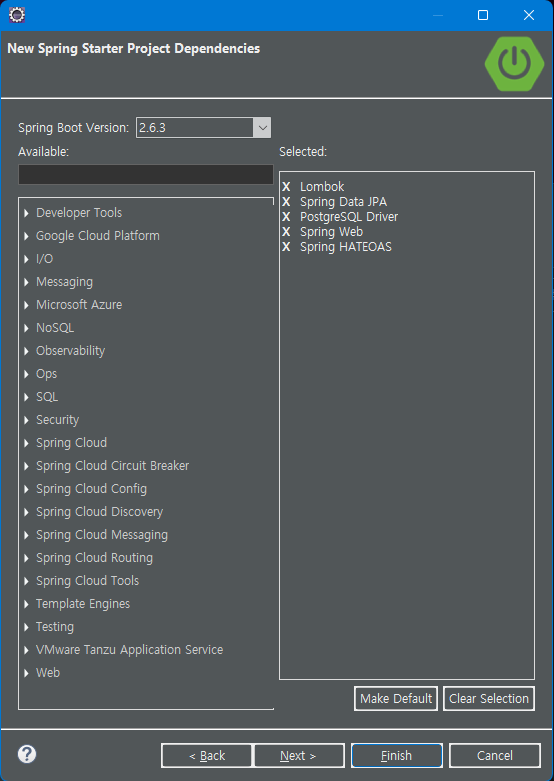 New Spring Starter Project Dependencies
Spring Boot Version: 2.6.3
Available:
Selected:
Developer Tools
Google Cloud Platform
I/O
Messaging
Microsoft Azure
NoSQL
Observability
Ops
SQL
Security
Spring Cloud
Spring Cloud Circuit Breaker
Spring Cloud Config
Spring Cloud Discovery
Spring Cloud Messaging
Spring Cloud Routing
Spring Cloud Tools
Template Engines
Testing
VMware Tanzu Application Service
Web
X Lombok
X Spring Data JPA
X PostgreSQL Driver
X Spring Web
X Spring HATEOAS
Make Default
Clear Selection
?
< Back
Next >
Finish
Cancel